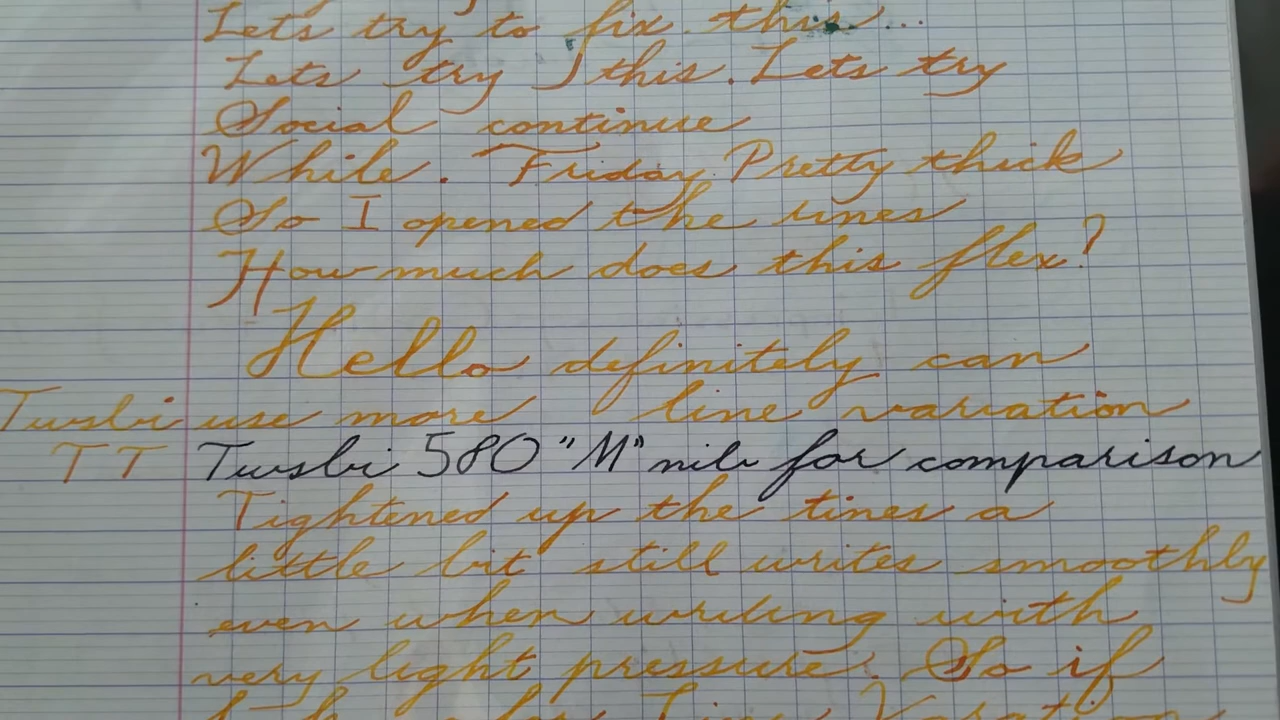 Lets try to fix this...
Lets try this. Lets try
Social continue
While. Friday. Pretty thick
So I opened the tines
How much does this flex?
Hello definitely can
Twsbi use more line variation
T T Twsbi 580 "M" nib for comparison
Tightened up the tines a
little bit still writes smoothly
even when writing with
very light pressure. So if